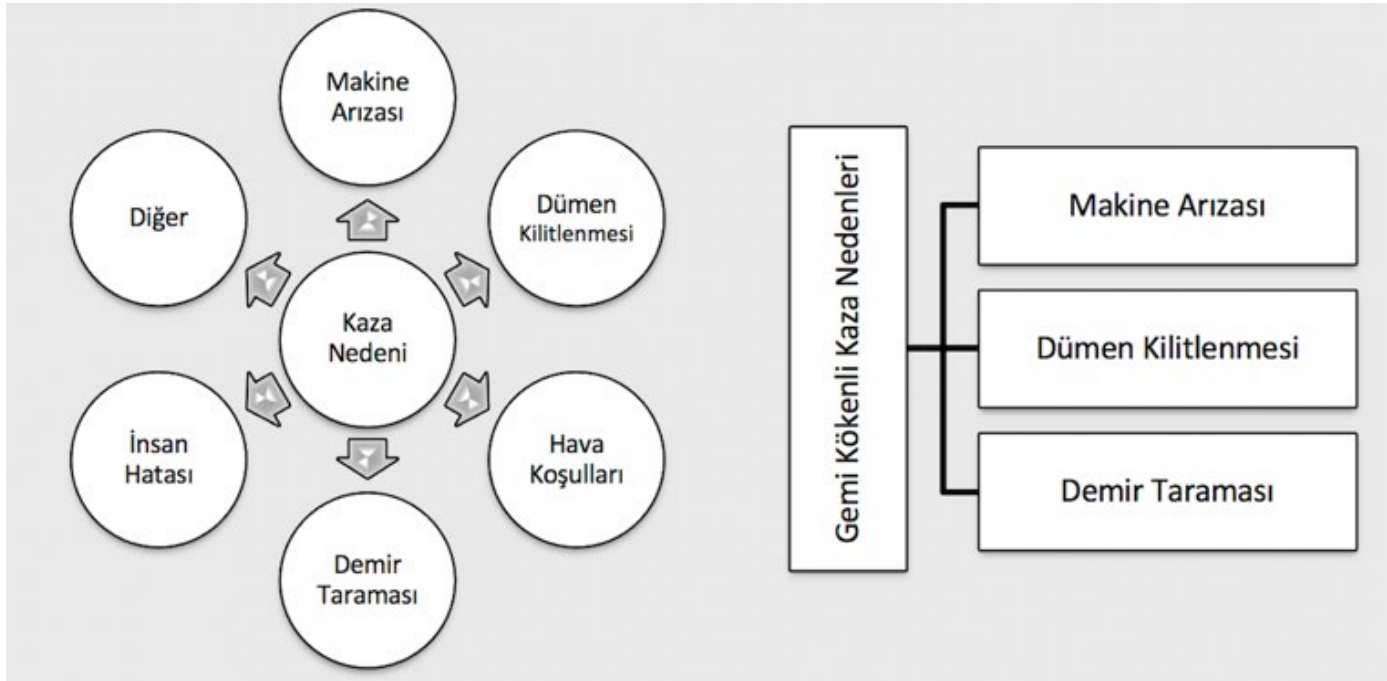 Makine
Arızası
Diğer
Dümen
Kilitlenmesi
Kaza
Nedeni
İnsan
Hatası
Hava
Koşulları
Demir
Taraması
Gemi Kökenli Kaza Nedenleri
Makine Arızası
Dümen Kilitlenmesi
Demir Taraması